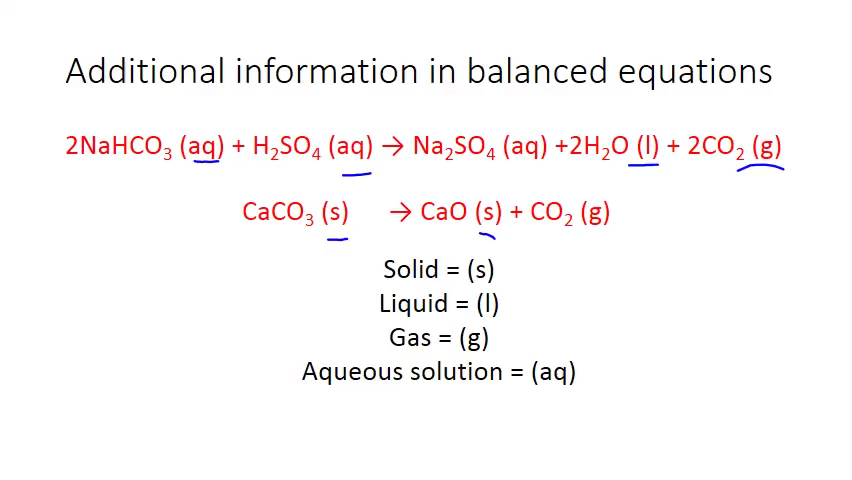 Additional information in balanced equations
2NaHCO₃ (aq) + H₂SO₄ (aq) → Na₂SO₄ (aq) +2H₂O (l) + 2CO₂ (g)
CaCO₃ (s) → CaO (s) + CO₂ (g)
Solid = (s)
Liquid = (l)
Gas = (g)
Aqueous solution = (aq)